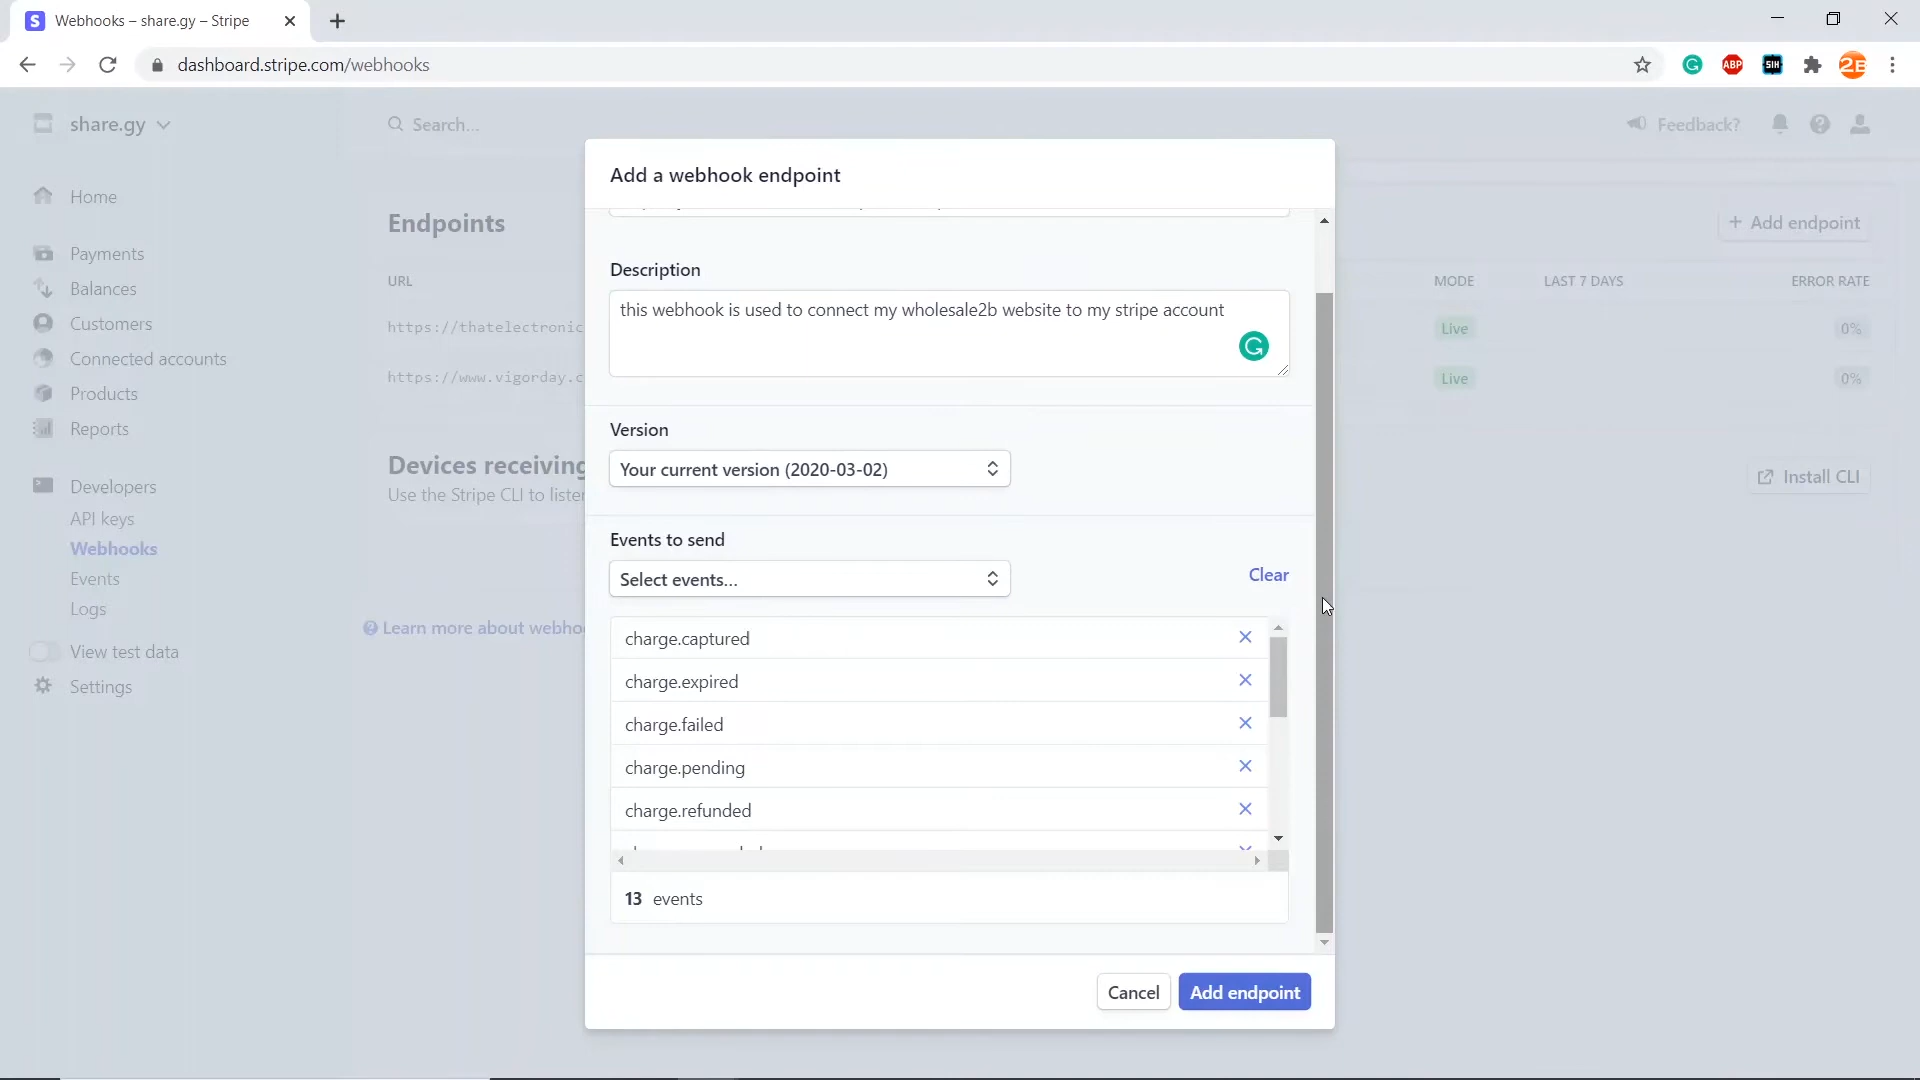 Webhooks – share.gy – Stripe
dashboard.stripe.com/webhooks
ABP
SIH
2B
share.gy
Search...
Feedback?
Home
Payments
Balances
Customers
Connected accounts
Products
Reports
Developers
API keys
Webhooks
Events
Logs
View test data
Settings
Endpoints
+ Add endpoint
URL
MODE
LAST 7 DAYS
ERROR RATE
https://thatelectronic
Live
0%
https://www.vigorday.c
Live
0%
Devices receiving
Use the Stripe CLI to lister
Install CLI
Learn more about webho
Add a webhook endpoint
Description
this webhook is used to connect my wholesale2b website to my stripe account
Version
Your current version (2020-03-02)
Events to send
Select events...
Clear
charge.captured
charge.expired
charge.failed
charge.pending
charge.refunded
13 events
Cancel
Add endpoint